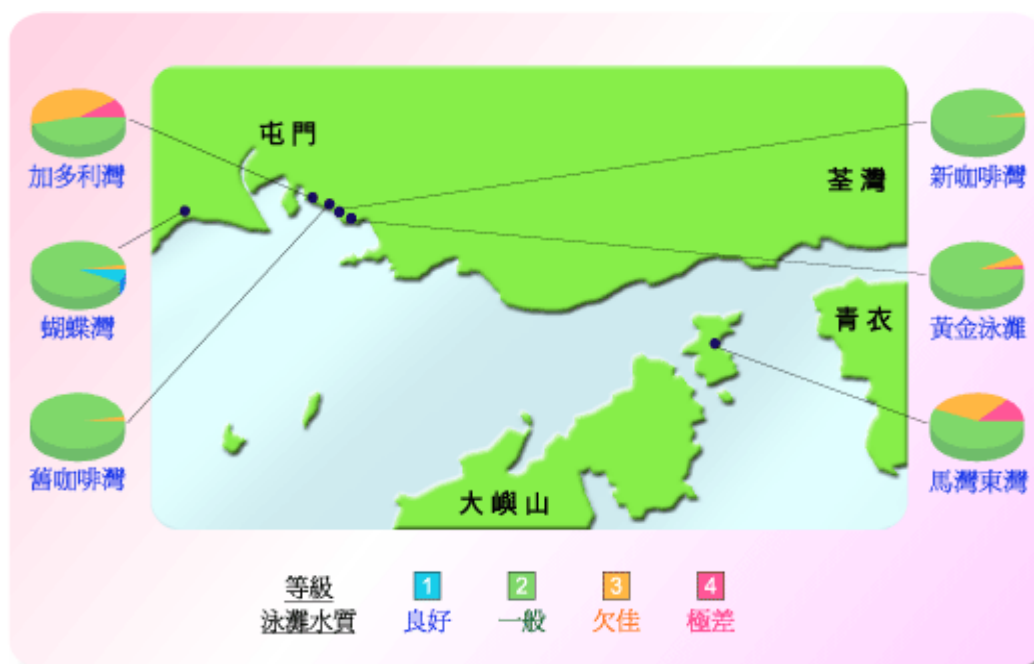 屯門
荃灣
青衣
大嶼山
加多利灣
蝴蝶灣
舊咖啡灣
新咖啡灣
黃金泳灘
馬灣東灣
等級 1 2 3 4
泳灘水質 良好 一般 欠佳 極差